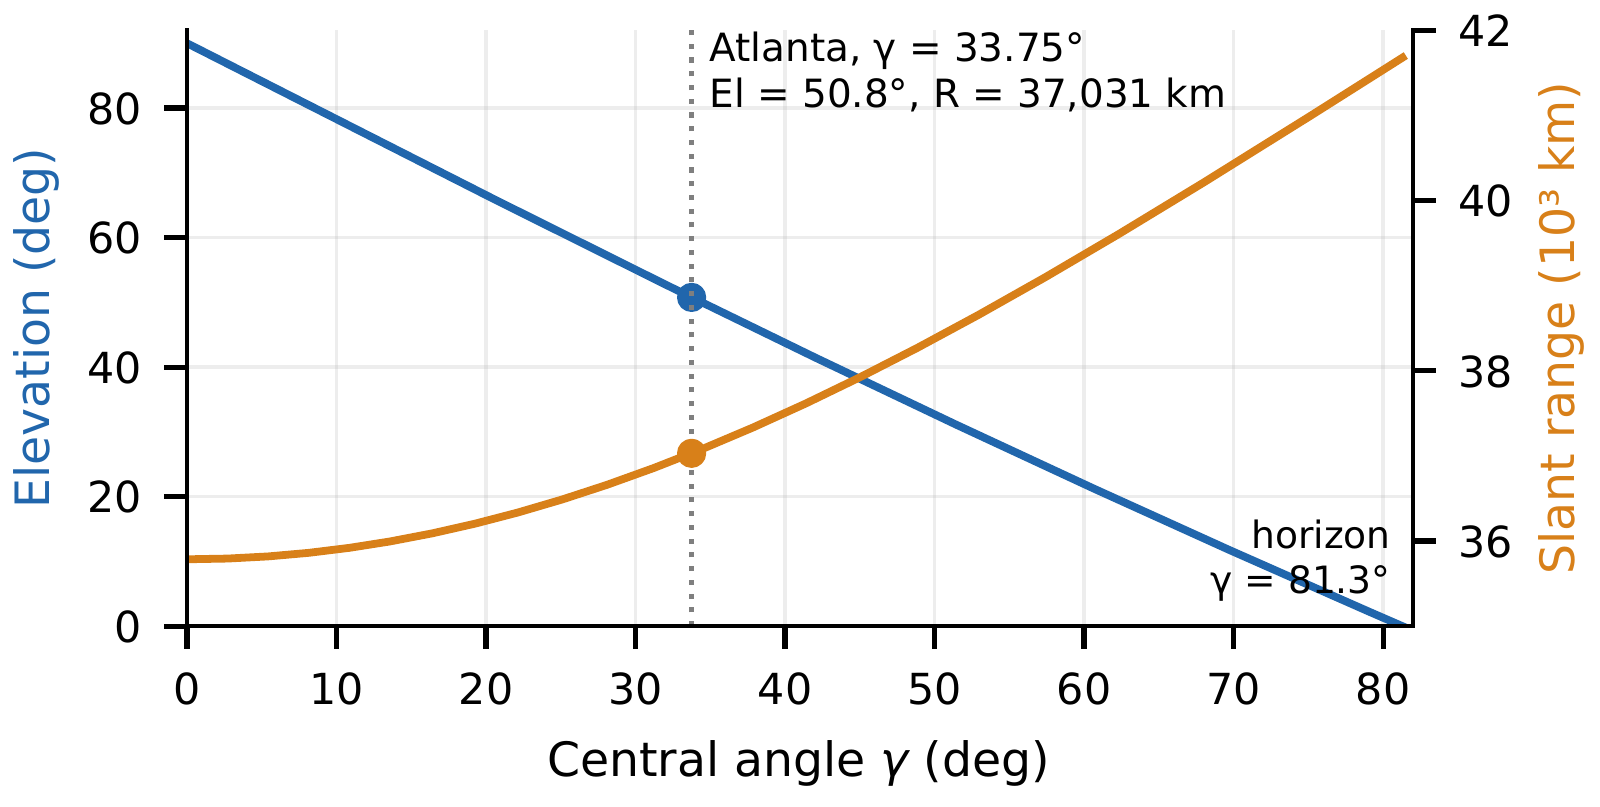 Atlanta, γ = 33.75°
El = 50.8°, R = 37,031 km
horizon
γ = 81.3°
Elevation (deg)
80
60
40
20
0
42
40
38
36
Slant range (10³ km)
0 10 20 30 40 50 60 70 80
Central angle γ (deg)